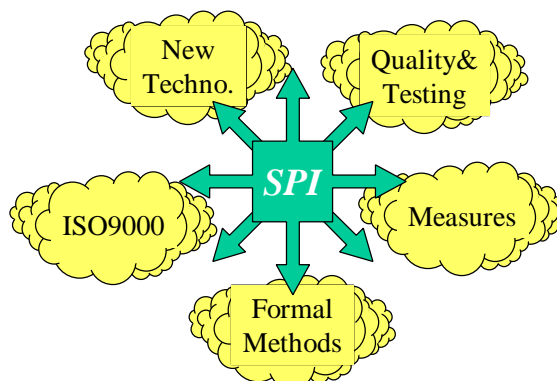 New
Techno.
Quality&
Testing
SPI
ISO9000
Measures
Formal
Methods